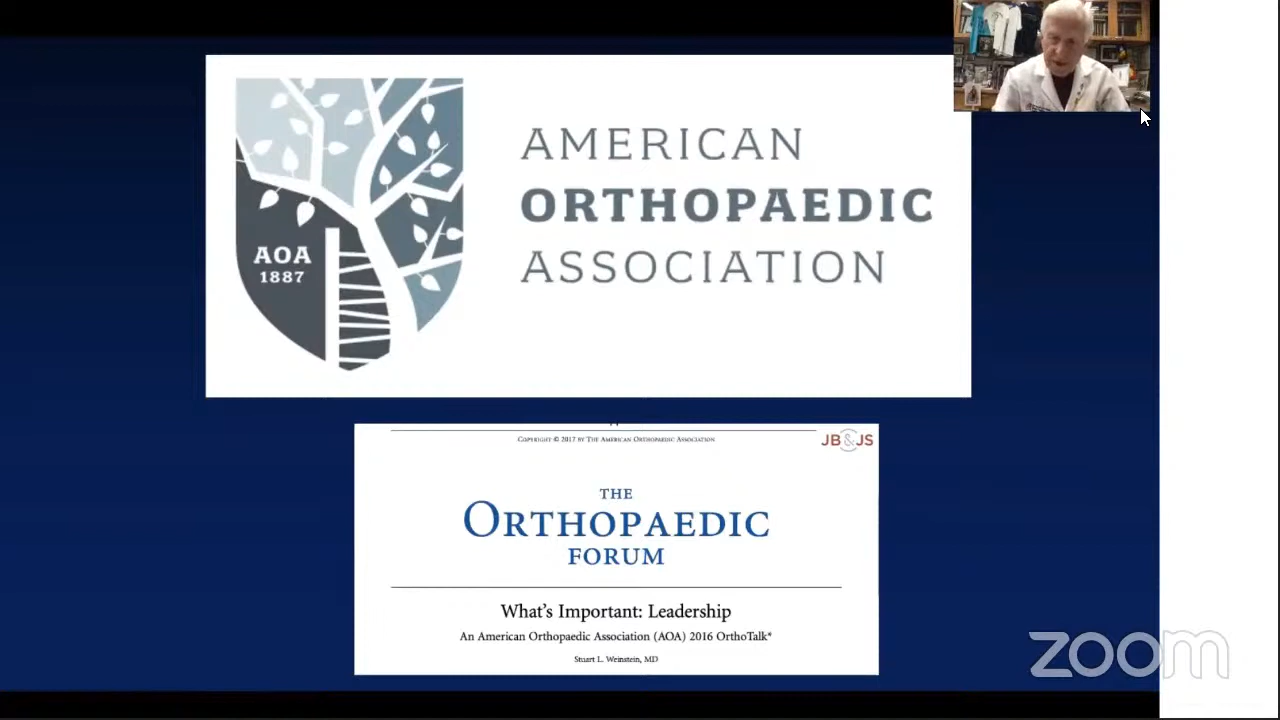 AMERICAN
ORTHOPAEDIC
ASSOCIATION
AOA
1887
COPYRIGHT © 2017 BY THE AMERICAN ORTHOPAEDIC ASSOCIATION
JB&JS
THE
ORTHOPAEDIC
FORUM
What's Important: Leadership
An American Orthopaedic Association (AOA) 2016 OrthoTalk*
Stuart L. Weinstein, MD
zoom